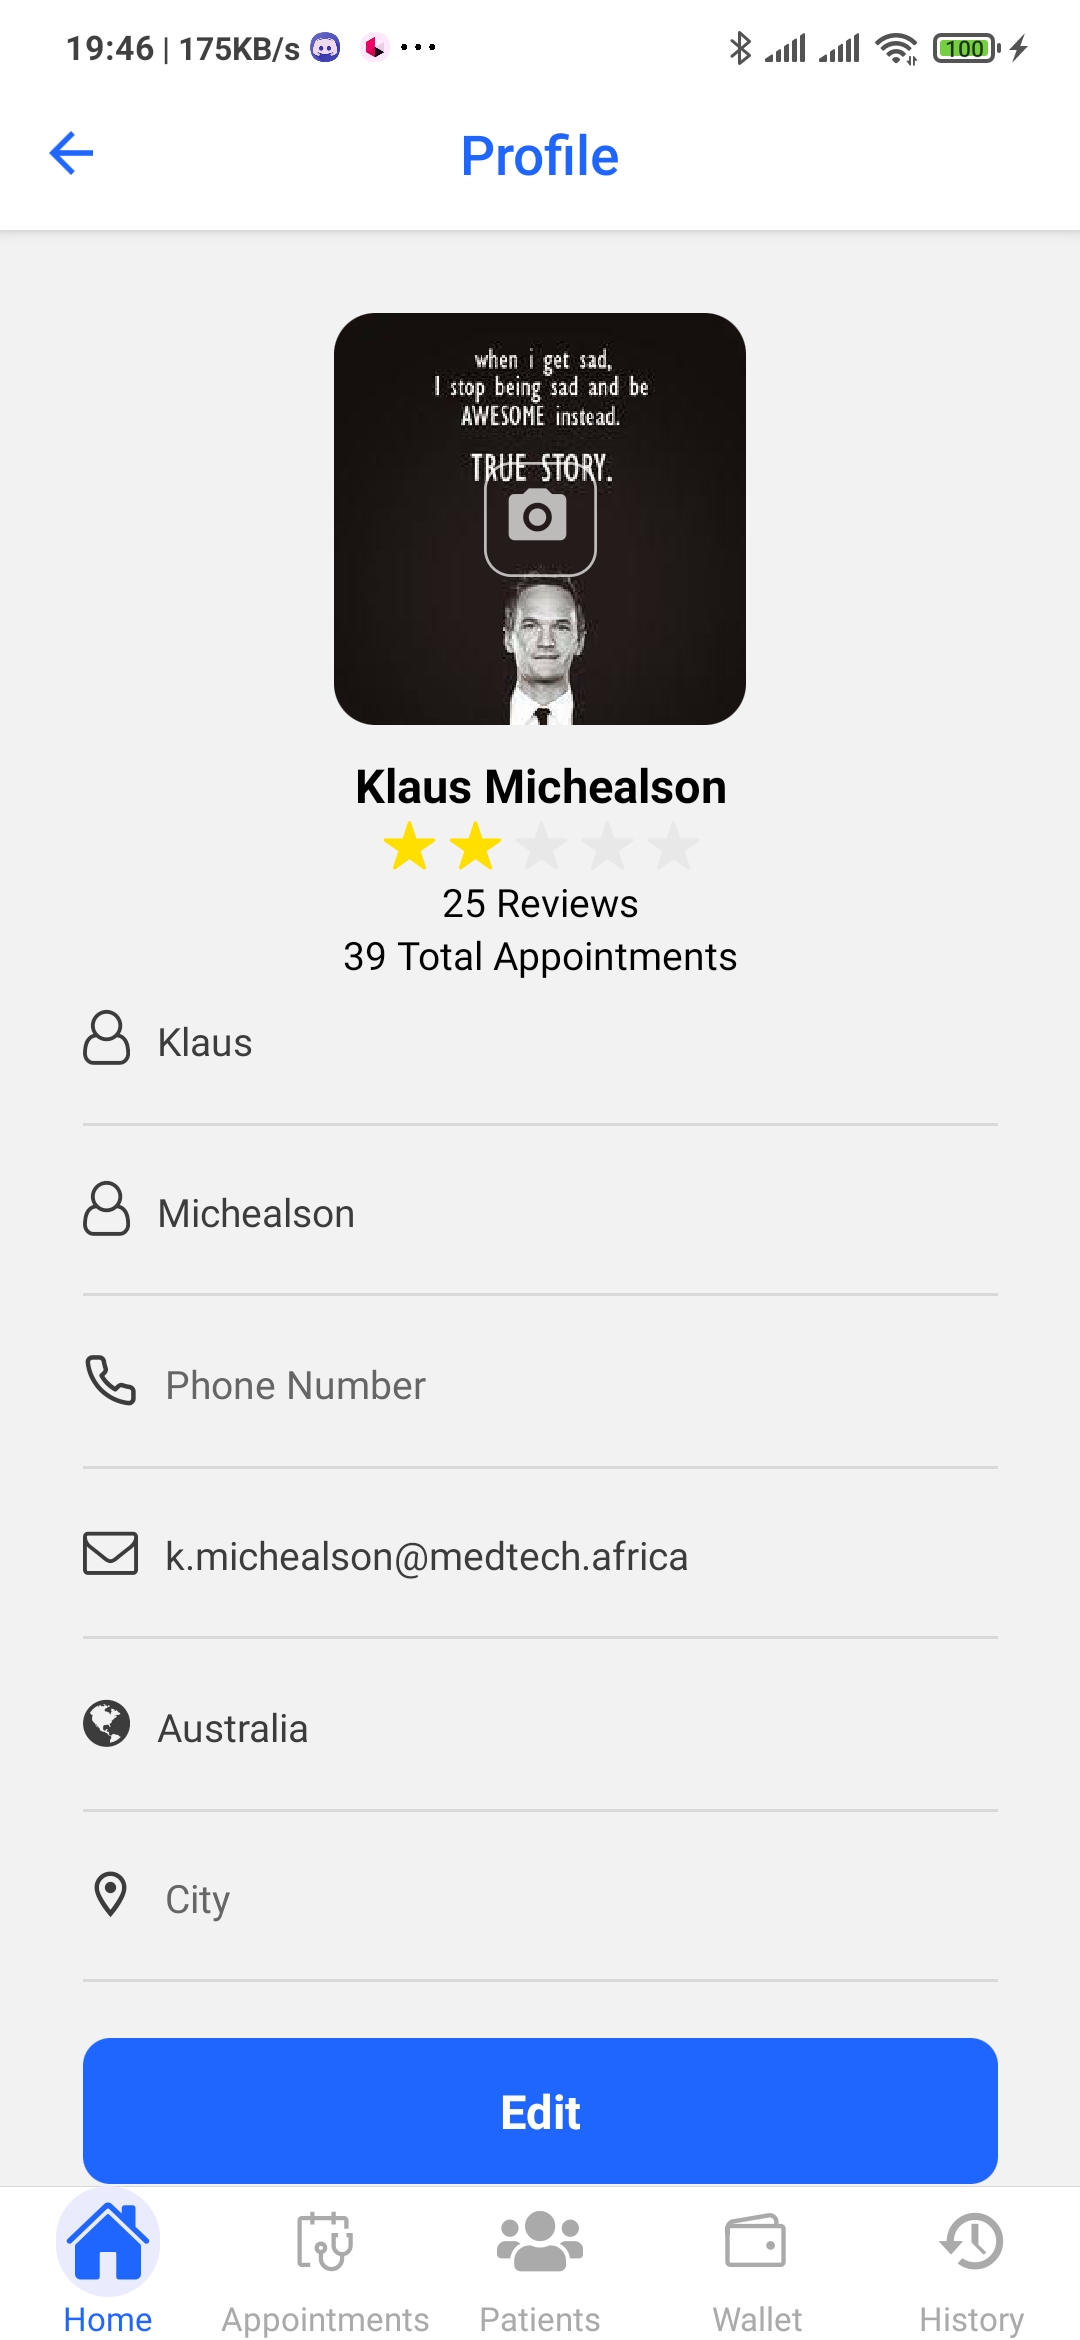 19:46 | 175KB/s
100
Profile
when i get sad,
I stop being sad and be
AWESOME instead.
TRUE STORY.
Klaus Michealson
25 Reviews
39 Total Appointments
Klaus
Michealson
Phone Number
k.michealson@medtech.africa
Australia
City
Edit
Home
Appointments
Patients
Wallet
History